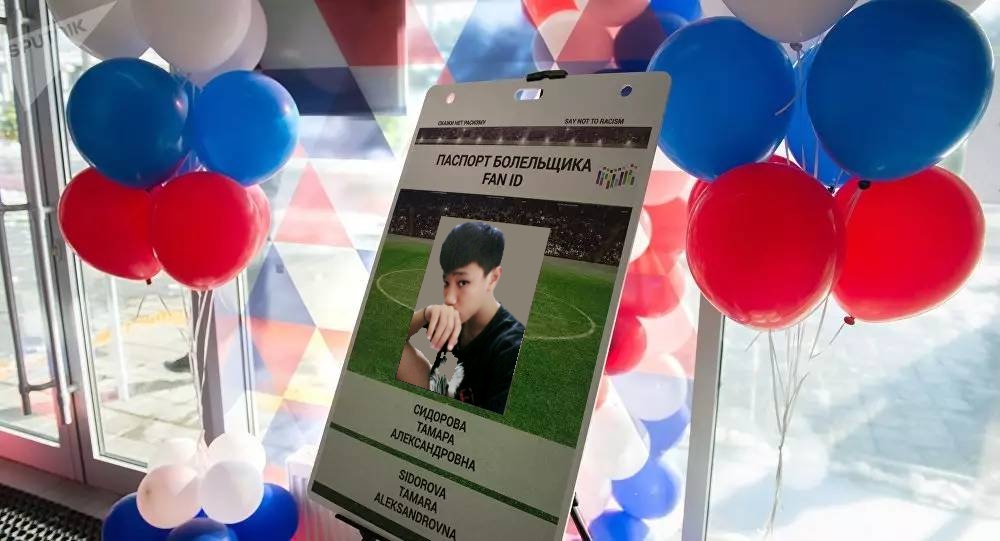 SPUTNIK
СКАЖИ НЕТ РАСИЗМУ
SAY NOT TO RACISM
ПАСПОРТ БОЛЕЛЬЩИКА
FAN ID
СИДОРОВА
ТАМАРА
АЛЕКСАНДРОВНА
SIDOROVA
TAMARA
ALEKSANDROVNA